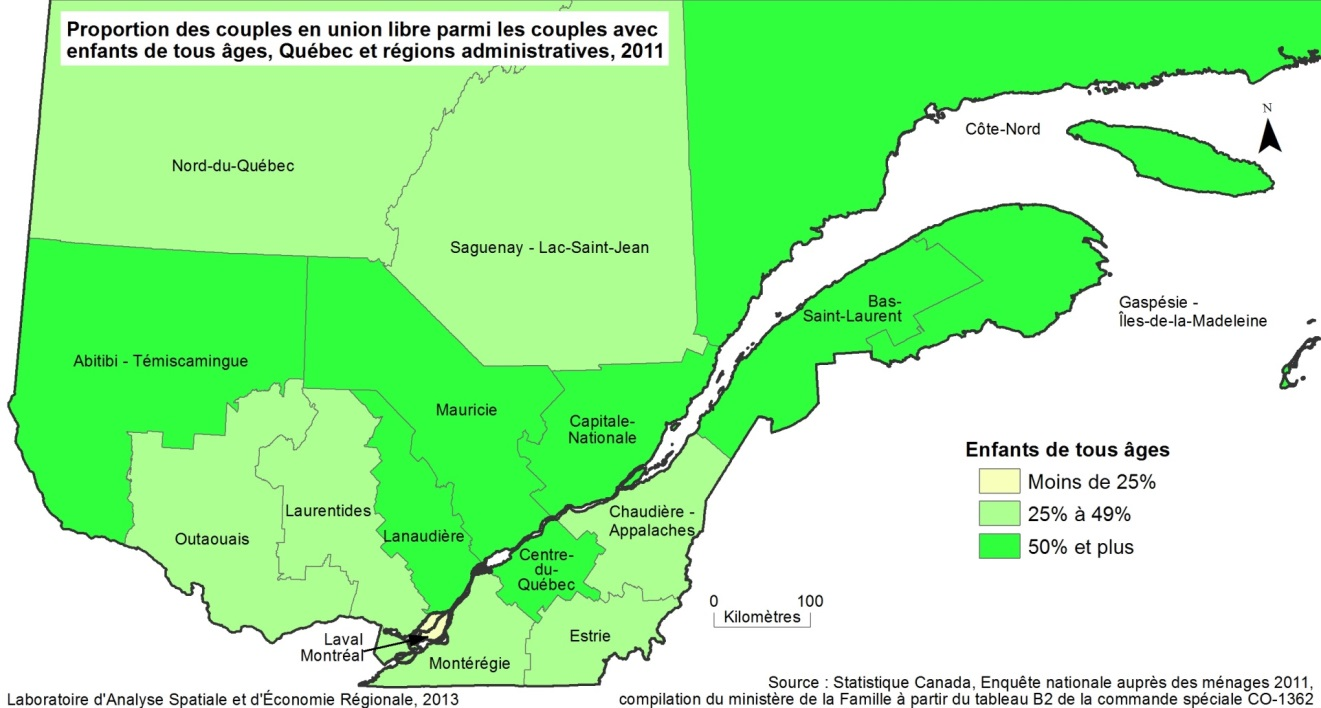 Proportion des couples en union libre parmi les couples avec
enfants de tous âges, Québec et régions administratives, 2011
N
Côte-Nord
Nord-du-Québec
Saguenay - Lac-Saint-Jean
Bas-
Saint-Laurent
Gaspésie -
Îles-de-la-Madeleine
Abitibi - Témiscamingue
Mauricie
Capitale-
Nationale
Enfants de tous âges
Moins de 25%
25% à 49%
50% et plus
Laurentides
Outaouais
Lanaudière
Chaudière -
Appalaches
Centre-
du-
Québec
0 100
Kilomètres
Laval
Montréal
Estrie
Montérégie
Laboratoire d'Analyse Spatiale et d'Économie Régionale, 2013
Source : Statistique Canada, Enquête nationale auprès des ménages 2011,
compilation du ministère de la Famille à partir du tableau B2 de la commande spéciale CO-1362